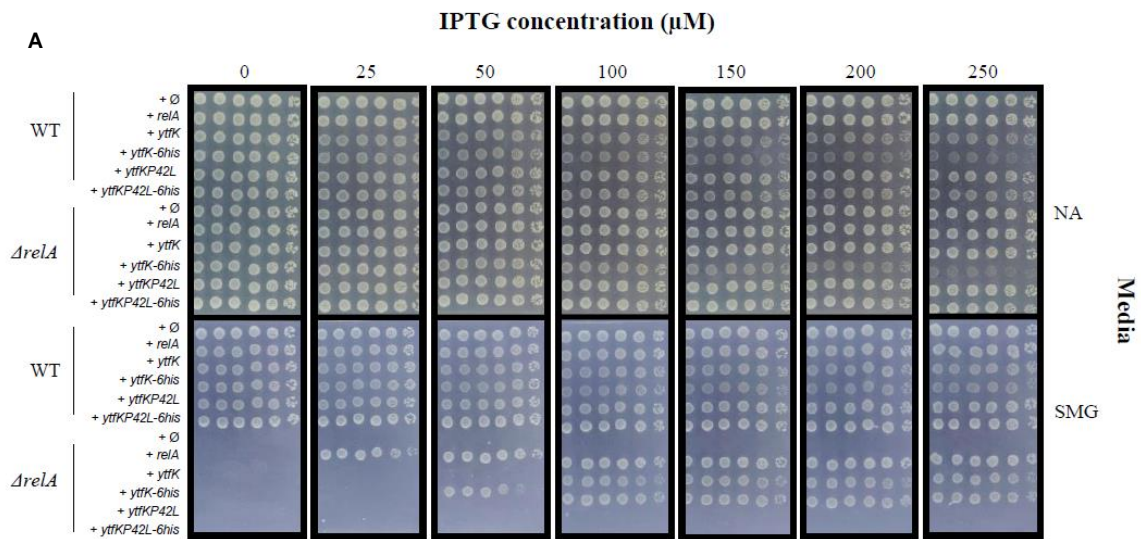 IPTG concentration (μM)
A
0 25 50 100 150 200 250
WT
+ Ø
+ relA
+ ytfK
+ ytfK-6his
+ ytfKP42L
+ ytfKP42L-6his
ΔrelA
+ Ø
+ relA
+ ytfK
+ ytfK-6his
+ ytfKP42L
+ ytfKP42L-6his
NA
WT
+ Ø
+ relA
+ ytfK
+ ytfK-6his
+ ytfKP42L
+ ytfKP42L-6his
ΔrelA
+ Ø
+ relA
+ ytfK
+ ytfK-6his
+ ytfKP42L
+ ytfKP42L-6his
SMG
Media